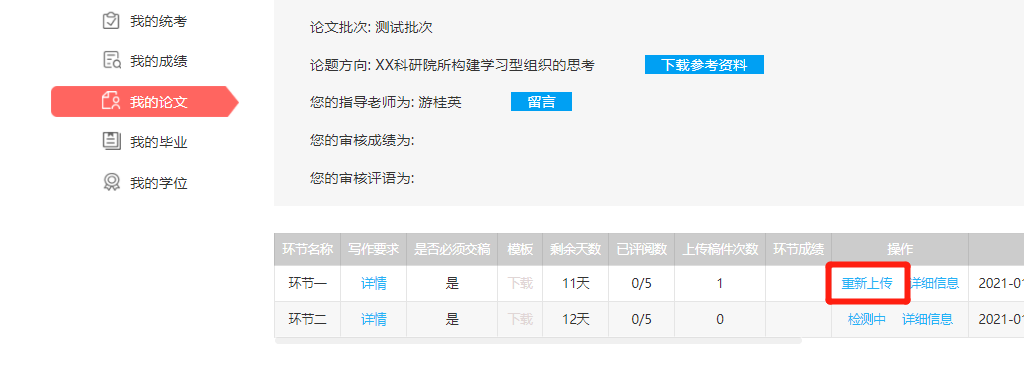 我的统考
我的成绩
我的论文
我的毕业
我的学位
论文批次: 测试批次
论题方向: XX科研院所构建学习型组织的思考 下载参考资料
您的指导老师为: 游桂英 留言
您的审核成绩为:
您的审核评语为:
环节名称 写作要求 是否必须交稿 模板 剩余天数 已评阅数 上传稿件次数 环节成绩 操作
环节一 详情 是 下载 11天 0/5 1 重新上传 详细信息 2021-01
环节二 详情 是 下载 12天 0/5 0 检测中 详细信息 2021-01